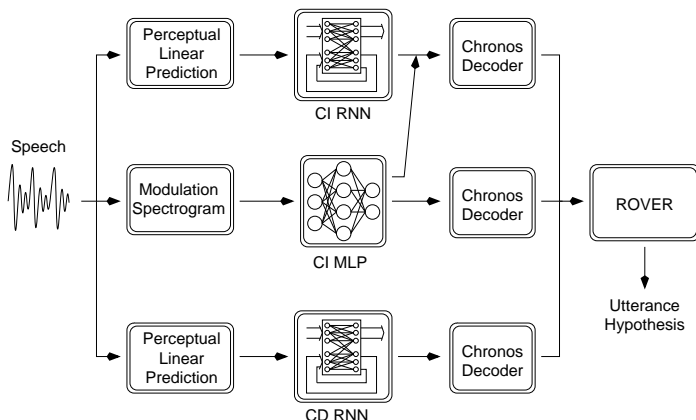 Speech
Perceptual
Linear
Prediction
CI RNN
Chronos
Decoder
Modulation
Spectrogram
CI MLP
Chronos
Decoder
ROVER
Utterance
Hypothesis
Perceptual
Linear
Prediction
CD RNN
Chronos
Decoder